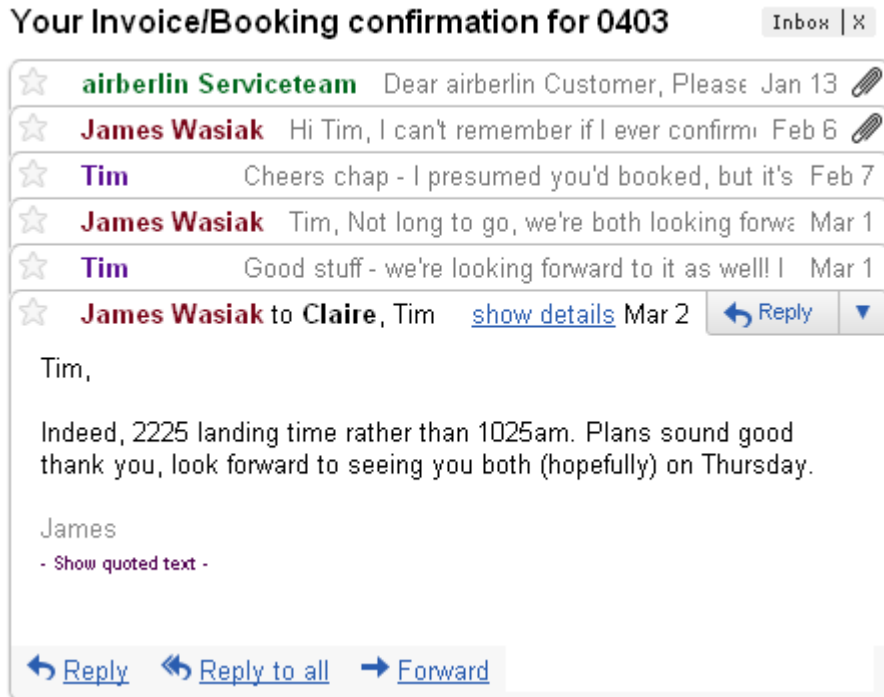 Your Invoice/Booking confirmation for 0403 Inbox | X
airberlin Serviceteam Dear airberlin Customer, Please Jan 13
James Wasiak Hi Tim, I can't remember if I ever confirm Feb 6
Tim Cheers chap - I presumed you'd booked, but it's Feb 7
James Wasiak Tim, Not long to go, we're both looking forwa Mar 1
Tim Good stuff - we're looking forward to it as well! I Mar 1
James Wasiak to Claire, Tim show details Mar 2 Reply
Tim,
Indeed, 2225 landing time rather than 1025am. Plans sound good
thank you, look forward to seeing you both (hopefully) on Thursday.
James
- Show quoted text -
Reply Reply to all Forward